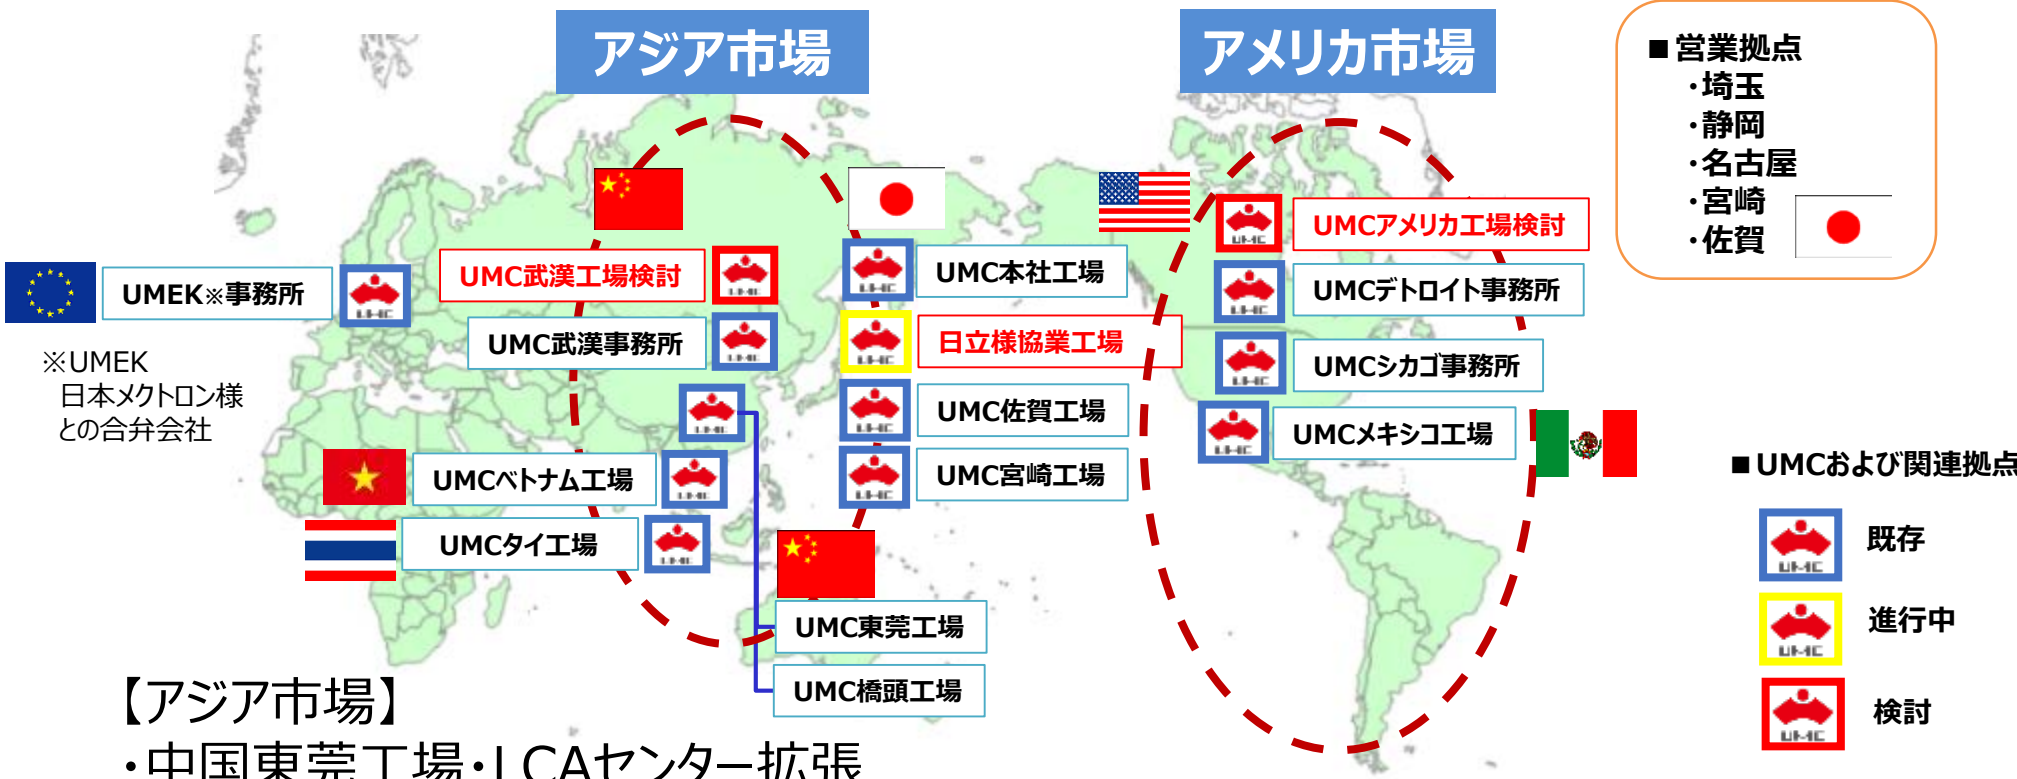 アジア市場
アメリカ市場
■営業拠点
・埼玉
・静岡
・名古屋
・宮崎
・佐賀
UMEK※事務所
※UMEK
日本メクトロン様
との合弁会社
UMC武漢工場検討
UMC武漢事務所
UMCベトナム工場
UMCタイ工場
UMC本社工場
日立様協業工場
UMC佐賀工場
UMC宮崎工場
UMC東莞工場
UMC橋頭工場
UMCアメリカ工場検討
UMCデトロイト事務所
UMCシカゴ事務所
UMCメキシコ工場
■UMCおよび関連拠点
UMC
既存
UMC
進行中
UMC
検討
【アジア市場】
・中国東莞工場・LCAセンター拡張